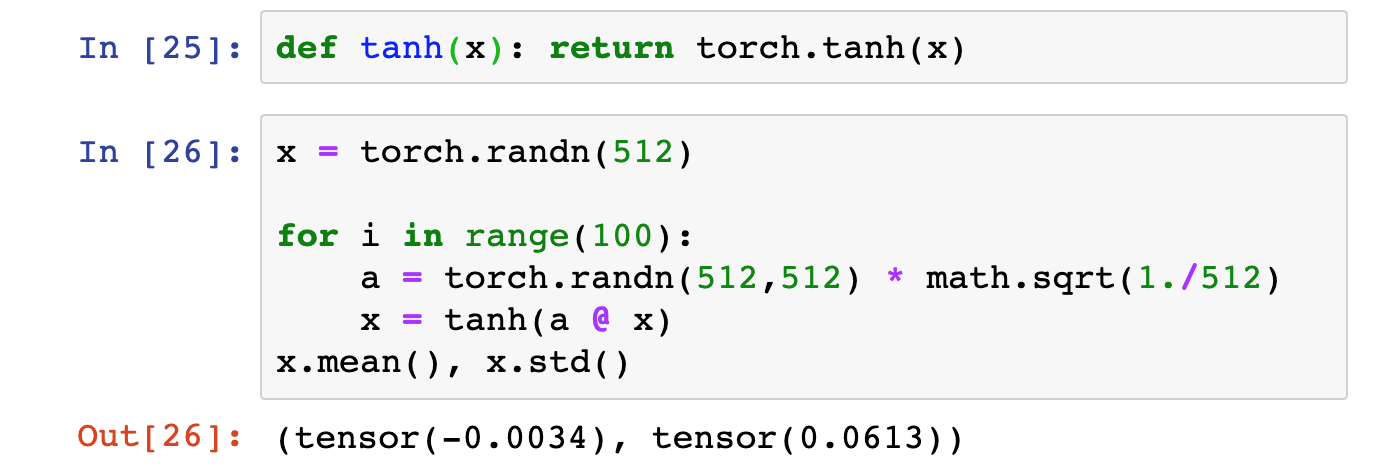 In [25]: def tanh(x): return torch.tanh(x)
In [26]: x = torch.randn(512)
for i in range(100):
    a = torch.randn(512,512) * math.sqrt(1./512)
    x = tanh(a @ x)
x.mean(), x.std()
Out[26]: (tensor(-0.0034), tensor(0.0613))